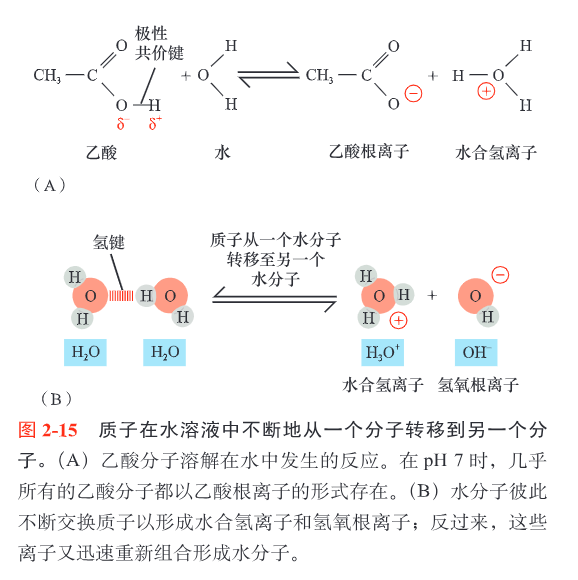 极性
共价键
O H O H
CH₃ C + O CH₃ C + H O
O H H O − + H
δ⁻ δ⁺
乙酸 水 乙酸根离子 水合氢离子
（A）
氢键
质子从一个水分子
转移至另一个
水分子
H O H O H H O H + O −
H H H + H
H₂O H₂O H₃O⁺ OH⁻
水合氢离子 氢氧根离子
（B）
图 2-15 质子在水溶液中不断地从一个分子转移到另一个分
子。（A）乙酸分子溶解在水中发生的反应。在 pH 7 时，几乎
所有的乙酸分子都以乙酸根离子的形式存在。（B）水分子彼此
不断交换质子以形成水合氢离子和氢氧根离子；反过来，这些
离子又迅速重新组合形成水分子。